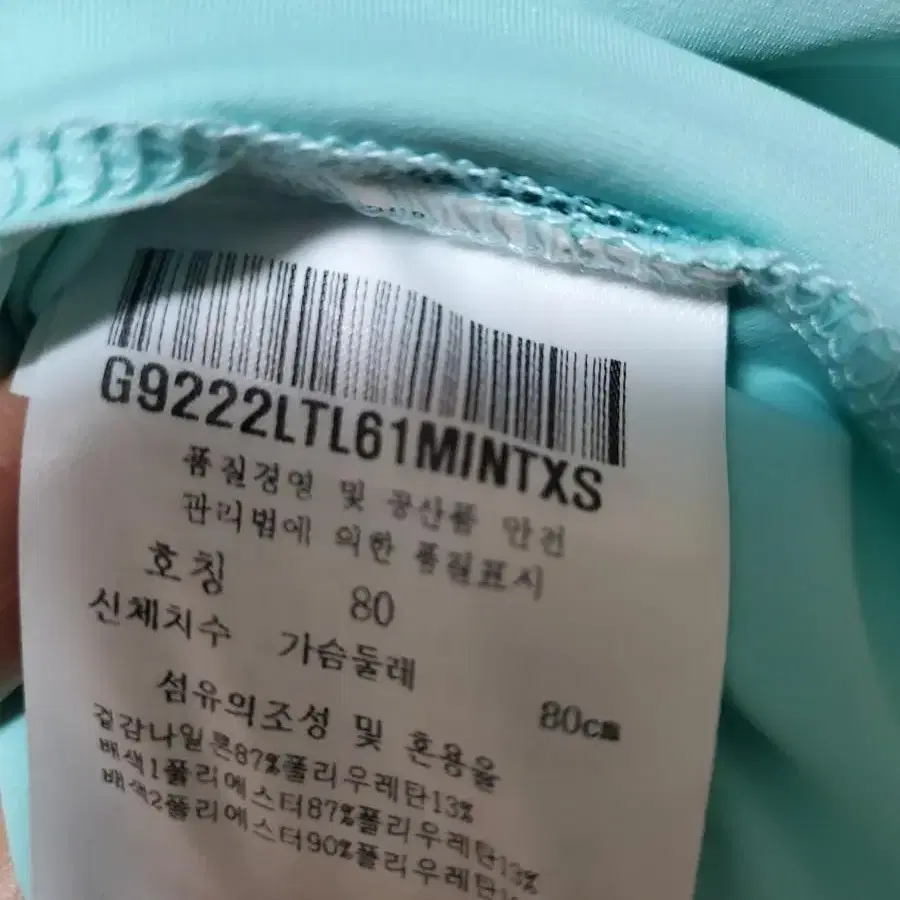 G9222LTL61MINTXS
품질경영 및 공산품 안전
관리법에 의한 품질표시
호칭 80
신체치수 가슴둘레
80cm
섬유의조성 및 혼용율
겉감나일론87%폴리우레탄13%
배색1폴리에스터87%폴리우레탄13%
배색2폴리에스터90%폴리우레탄